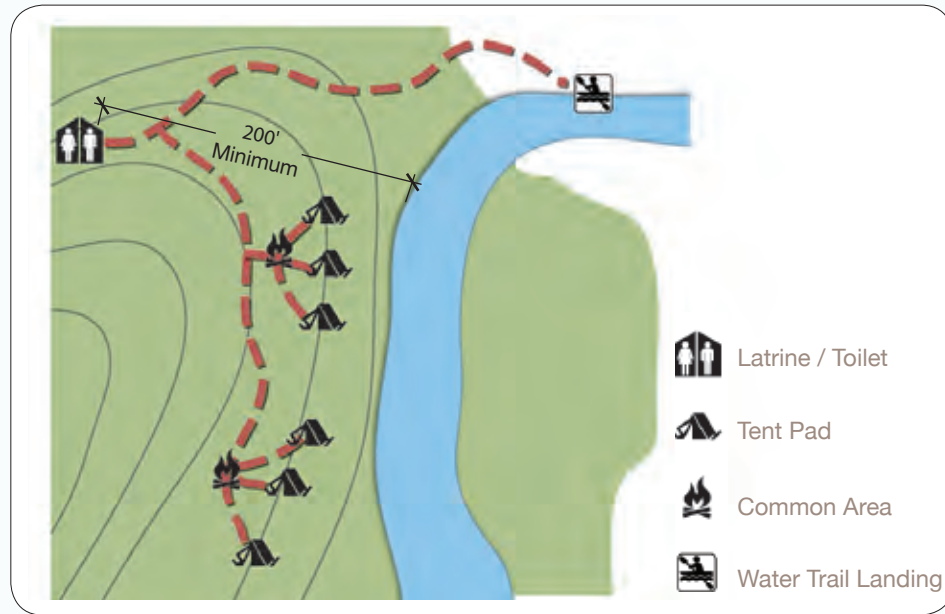 200'
Minimum
Latrine / Toilet
Tent Pad
Common Area
Water Trail Landing